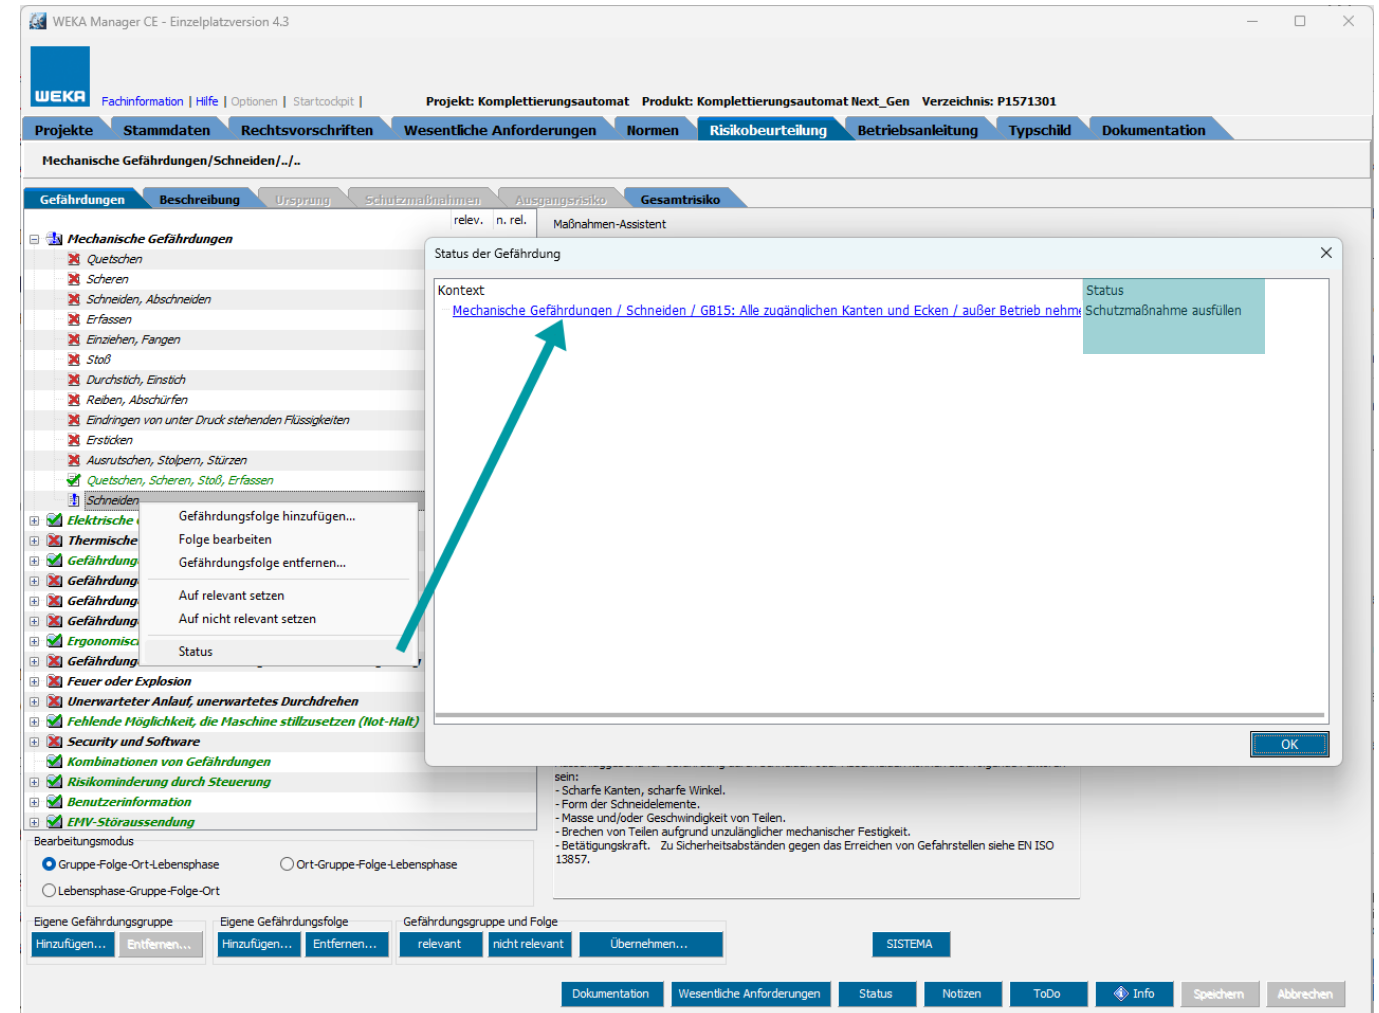 WEKA Manager CE - Einzelplatzversion 4.3
WEKA
Fachinformation | Hilfe | Optionen | Startcockpit | Projekt: Komplettierungsautomat Produkt: Komplettierungsautomat Next_Gen Verzeichnis: P1571301
Projekte Stammdaten Rechtsvorschriften Wesentliche Anforderungen Normen Risikobeurteilung Betriebsanleitung Typschild Dokumentation
Mechanische Gefährdungen/Schneiden/../..
Gefährdungen Beschreibung Ursprung Schutzmaßnahmen Ausgangsrisiko Gesamtrisiko
relev. n. rel.
Maßnahmen-Assistent
Mechanische Gefährdungen
Quetschen
Scheren
Schneiden, Abschneiden
Erfassen
Einziehen, Fangen
Stoß
Durchstich, Einstich
Reiben, Abschürfen
Eindringen von unter Druck stehenden Flüssigkeiten
Ersticken
Ausrutschen, Stolpern, Stürzen
Quetschen, Scheren, Stoß, Erfassen
Schneiden
Elektrische
Thermische
Gefährdung
Gefährdung
Gefährdung
Gefährdung
Ergonomisc
Gefährdung
Feuer oder Explosion
Unerwarteter Anlauf, unerwartetes Durchdrehen
Fehlende Möglichkeit, die Maschine stillzusetzen (Not-Halt)
Security und Software
Kombinationen von Gefährdungen
Risikominderung durch Steuerung
Benutzerinformation
EMV-Störaussendung
Gefährdungsfolge hinzufügen...
Folge bearbeiten
Gefährdungsfolge entfernen...
Auf relevant setzen
Auf nicht relevant setzen
Status
Status der Gefährdung
Kontext Status
Mechanische Gefährdungen / Schneiden / GB15: Alle zugänglichen Kanten und Ecken / außer Betrieb nehme Schutzmaßnahme ausfüllen
OK
sein:
- Scharfe Kanten, scharfe Winkel.
- Form der Schneidelemente.
- Masse und/oder Geschwindigkeit von Teilen.
- Brechen von Teilen aufgrund unzulänglicher mechanischer Festigkeit.
- Betätigungskraft. Zu Sicherheitsabständen gegen das Erreichen von Gefahrstellen siehe EN ISO
13857.
Bearbeitungsmodus
Gruppe-Folge-Ort-Lebensphase Ort-Gruppe-Folge-Lebensphase
Lebensphase-Gruppe-Folge-Ort
Eigene Gefährdungsgruppe Eigene Gefährdungsfolge Gefährdungsgruppe und Folge
Hinzufügen... Entfernen... Hinzufügen... Entfernen... relevant nicht relevant Übernehmen... SISTEMA
Dokumentation Wesentliche Anforderungen Status Notizen ToDo Info Speichern Abbrechen